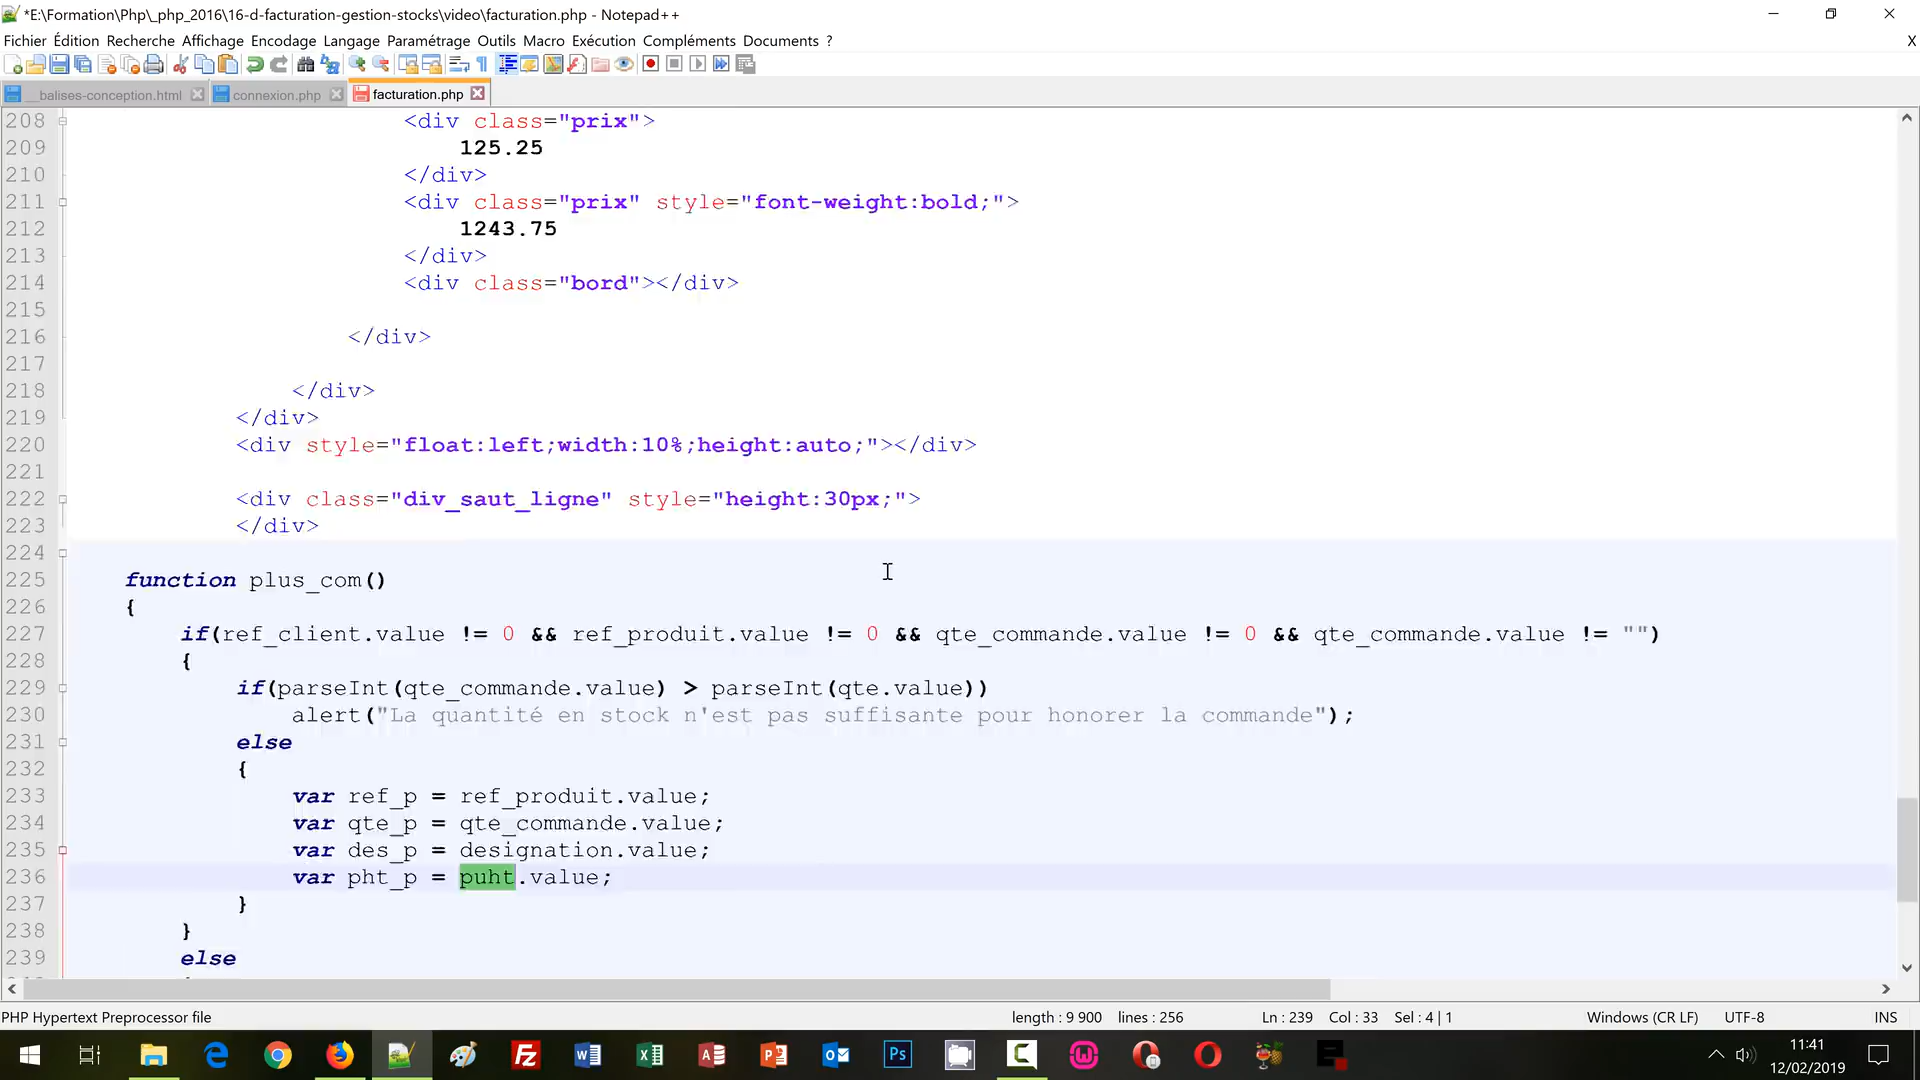 *E:\Formation\Php\_php_2016\16-d-facturation-gestion-stocks\video\facturation.php - Notepad++
Fichier Édition Recherche Affichage Encodage Langage Paramétrage Outils Macro Exécution Compléments Documents ? X
__balises-conception.html connexion.php facturation.php
208 <div class="prix">
209 125.25
210 </div>
211 <div class="prix" style="font-weight:bold;">
212 1243.75
213 </div>
214 <div class="bord"></div>
215
216 </div>
217
218 </div>
219 </div>
220 <div style="float:left;width:10%;height:auto;"></div>
221
222 <div class="div_saut_ligne" style="height:30px;">
223 </div>
224
225 function plus_com()
226 {
227 if(ref_client.value != 0 && ref_produit.value != 0 && qte_commande.value != 0 && qte_commande.value != "")
228 {
229 if(parseInt(qte_commande.value) > parseInt(qte.value))
230 alert("La quantité en stock n'est pas suffisante pour honorer la commande");
231 else
232 {
233 var ref_p = ref_produit.value;
234 var qte_p = qte_commande.value;
235 var des_p = designation.value;
236 var pht_p = puht.value;
237 }
238 }
239 else
PHP Hypertext Preprocessor file length : 9 900 lines : 256 Ln : 239 Col : 33 Sel : 4 | 1 Windows (CR LF) UTF-8 INS
11:41
12/02/2019